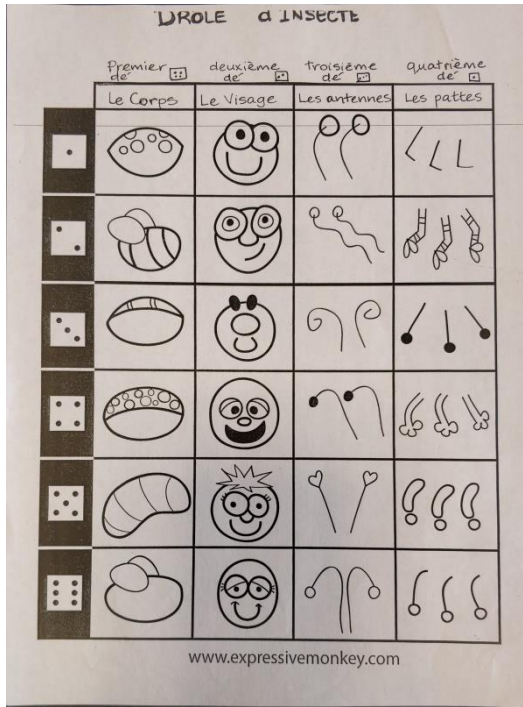 DROLE d'INSECTE
Premier deuxième troisième quatrième
dé dé dé dé
Le Corps Le Visage Les antennes Les pattes
www.expressivemonkey.com